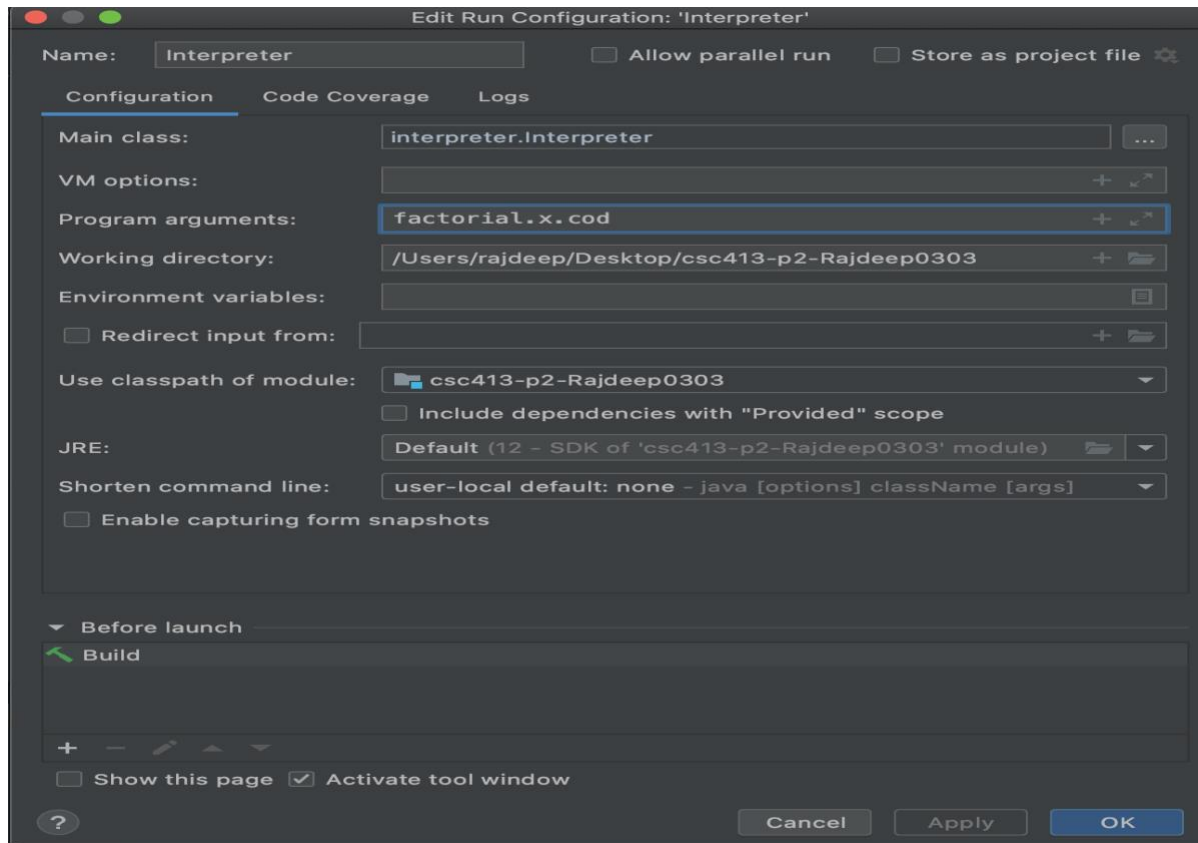 Edit Run Configuration: 'Interpreter'
Name: Interpreter Allow parallel run Store as project file
Configuration Code Coverage Logs
Main class: interpreter.Interpreter ...
VM options:
Program arguments: factorial.x.cod
Working directory: /Users/rajdeep/Desktop/csc413-p2-Rajdeep0303
Environment variables:
Redirect input from:
Use classpath of module: csc413-p2-Rajdeep0303
Include dependencies with "Provided" scope
JRE: Default (12 – SDK of 'csc413-p2-Rajdeep0303' module)
Shorten command line: user-local default: none – java [options] className [args]
Enable capturing form snapshots
Before launch
Build
Show this page Activate tool window
? Cancel Apply OK